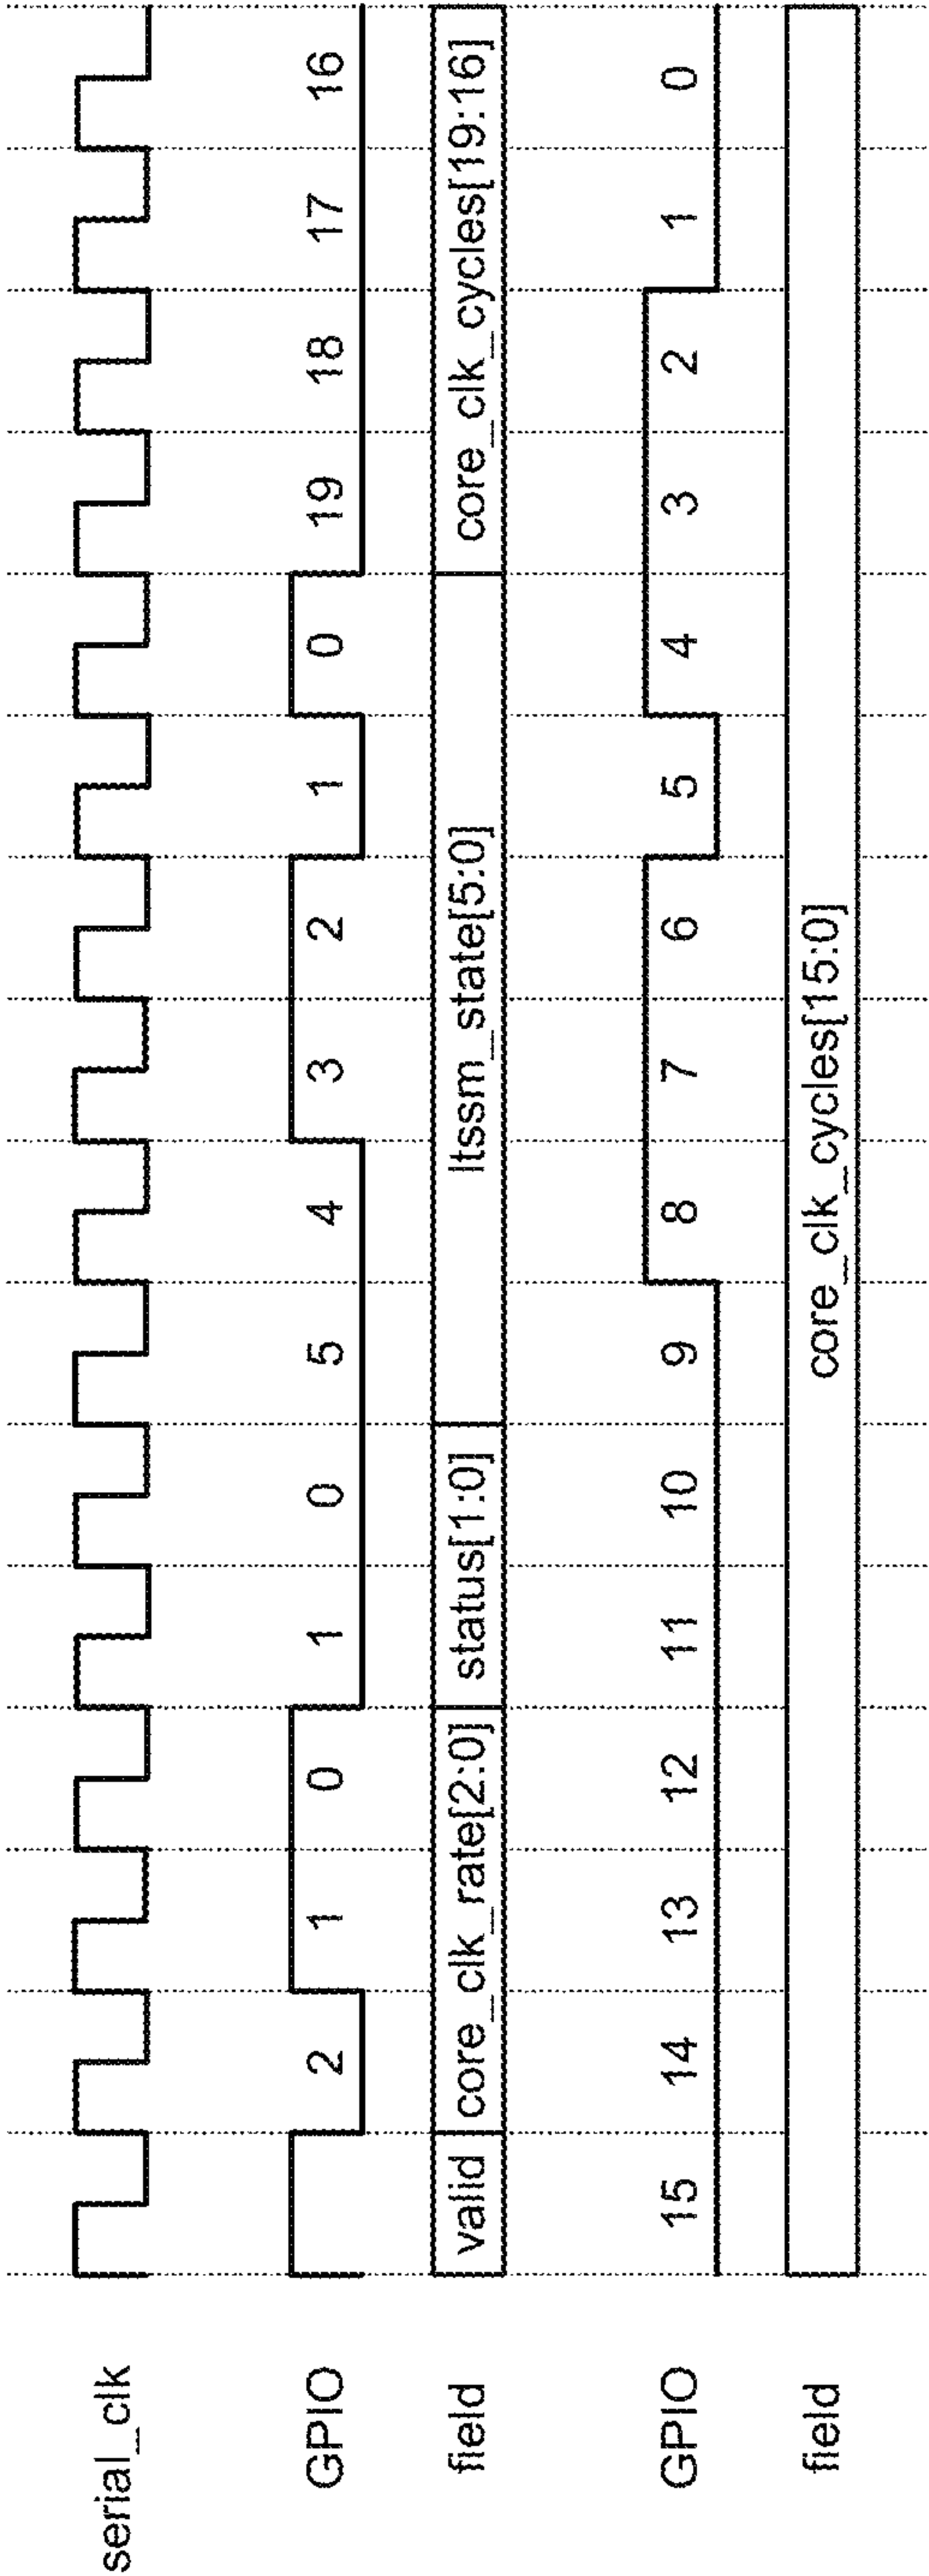 serial_clk
GPIO 2 1 0 1 0 5 4 3 2 1 0 19 18 17 16
field valid core_clk_rate[2:0] status[1:0] ltssm_state[5:0] core_clk_cycles[19:16]
GPIO 15 14 13 12 11 10 9 8 7 6 5 4 3 2 1 0
field core_clk_cycles[15:0]